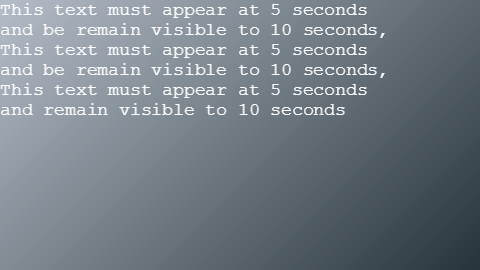 This text must appear at 5 seconds
and be remain visible to 10 seconds,
This text must appear at 5 seconds
and be remain visible to 10 seconds,
This text must appear at 5 seconds
and remain visible to 10 seconds